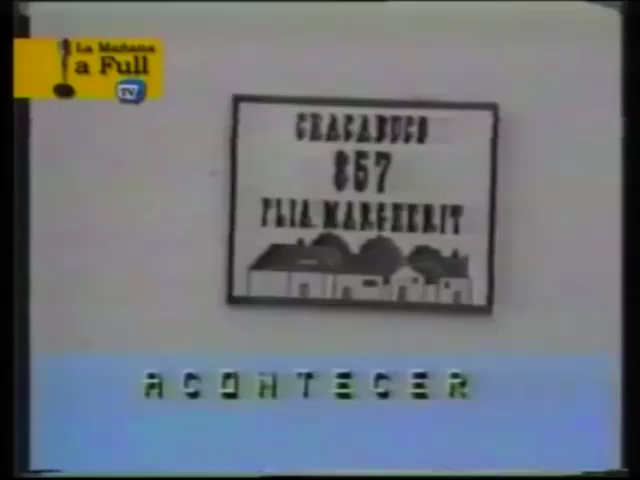 La Mañana
a Full
TV
CHACABUCO
857
FLIA. MARGHERIT
ACONTECER